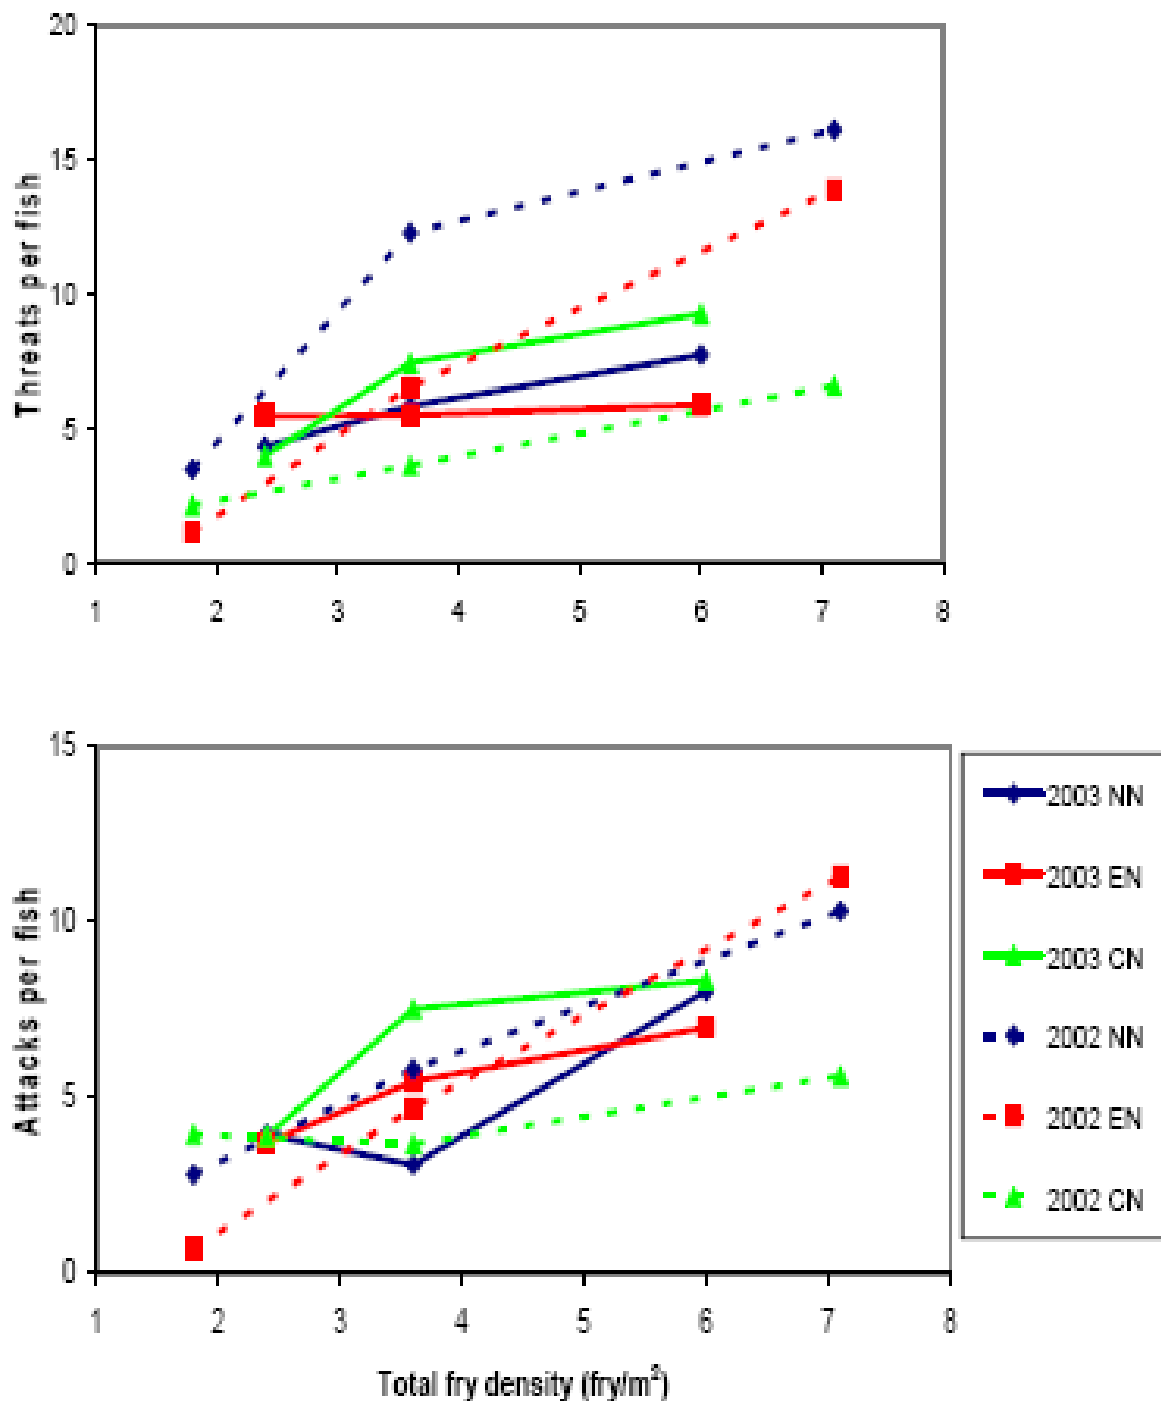 20
15
10
5
0
Threats per fish
1 2 3 4 5 6 7 8
15
10
5
0
Attacks per fish
1 2 3 4 5 6 7 8
Total fry density (fry/m²)
2003 NN
2003 EN
2003 CN
2002 NN
2002 EN
2002 CN